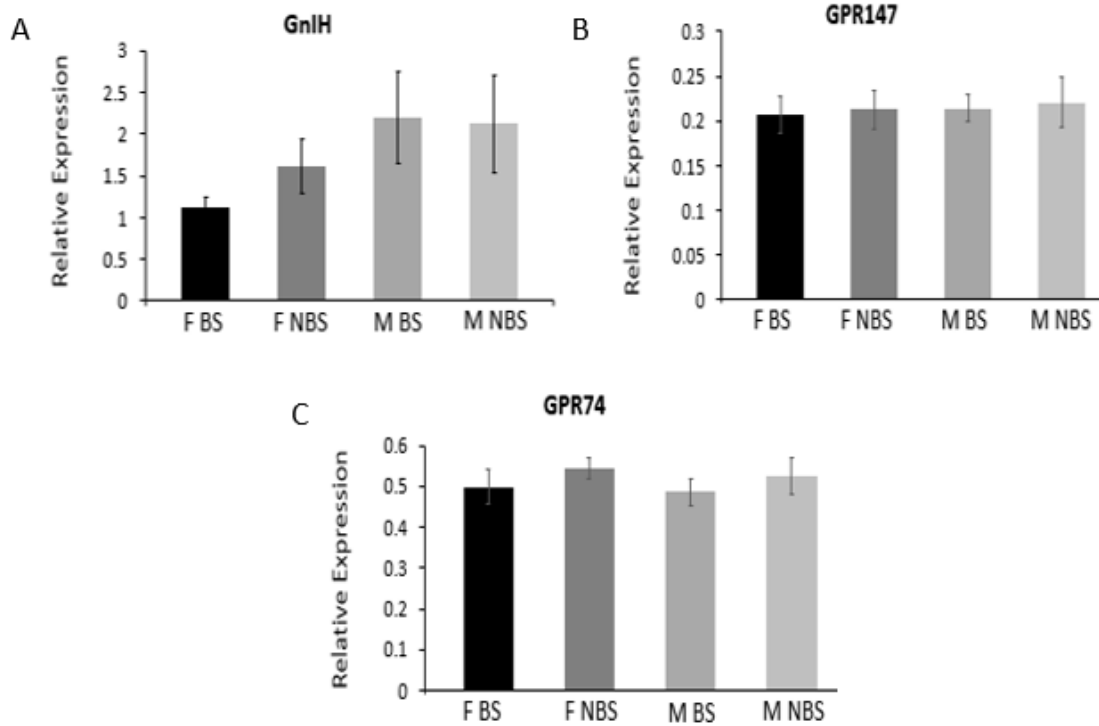 A
GnIH
Relative Expression
3
2.5
2
1.5
1
0.5
0
F BS F NBS M BS M NBS
B
GPR147
Relative Expression
0.3
0.25
0.2
0.15
0.1
0.05
0
F BS F NBS M BS M NBS
C
GPR74
Relative Expression
0.6
0.5
0.4
0.3
0.2
0.1
0
F BS F NBS M BS M NBS